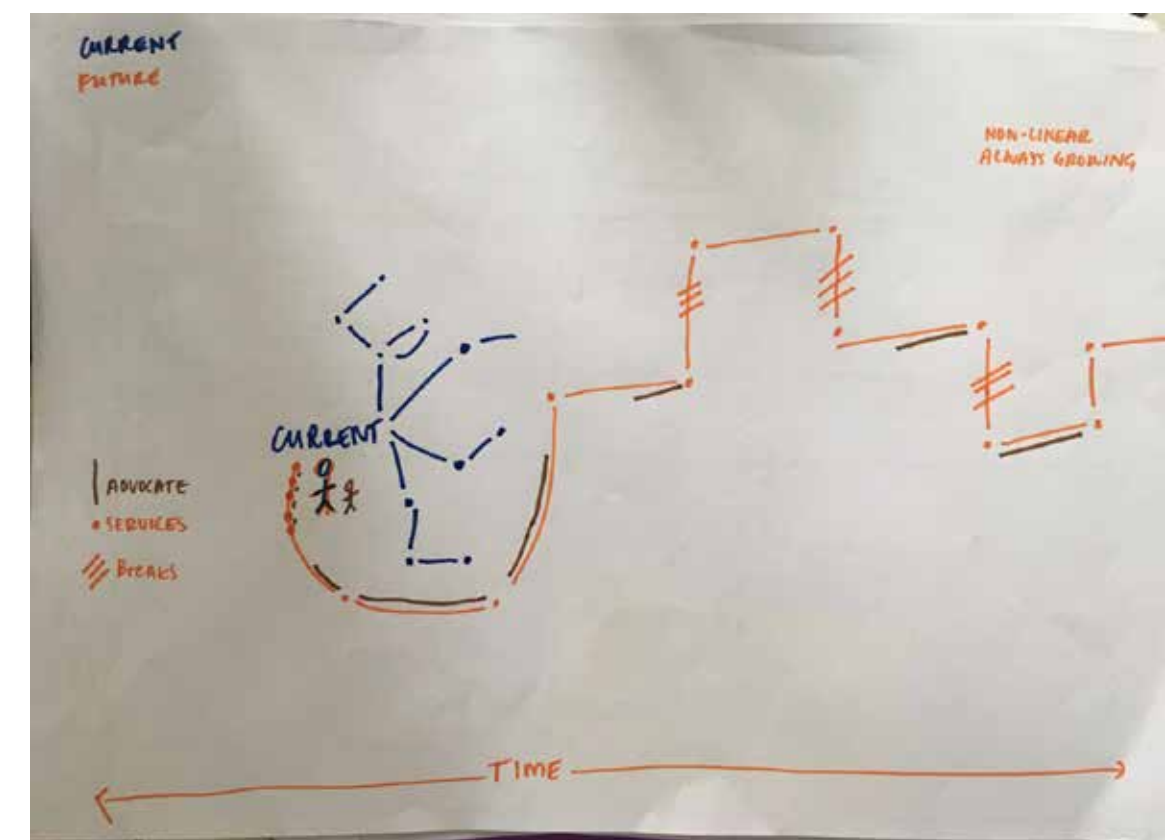 CURRENT
FUTURE
NON-LINEAR
ALWAYS GROWING
CURRENT
ADVOCATE
SERVICES
BREAKS
TIME